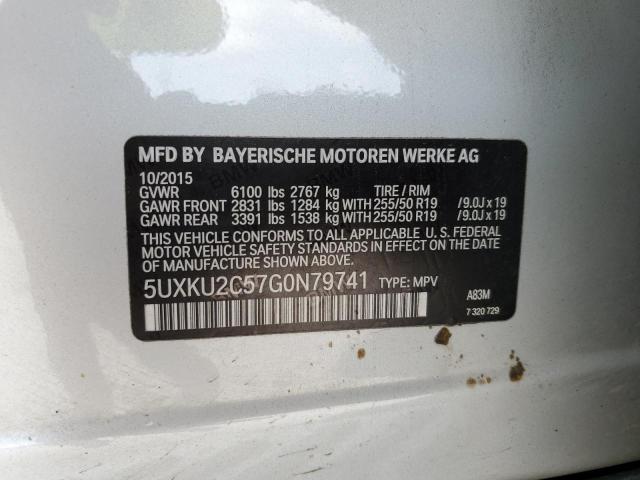 MFD BY BAYERISCHE MOTOREN WERKE AG
10/2015
GVWR 6100 lbs 2767 kg TIRE / RIM
GAWR FRONT 2831 lbs 1284 kg WITH 255/50 R19 /9.0J x 19
GAWR REAR 3391 lbs 1538 kg WITH 255/50 R19 /9.0J x 19
THIS VEHICLE CONFORMS TO ALL APPLICABLE U. S. FEDERAL
MOTOR VEHICLE SAFETY STANDARDS IN EFFECT ON THE DATE
OF MANUFACTURE SHOWN ABOVE.
5UXKU2C57G0N79741 TYPE: MPV
A83M
7 320 729